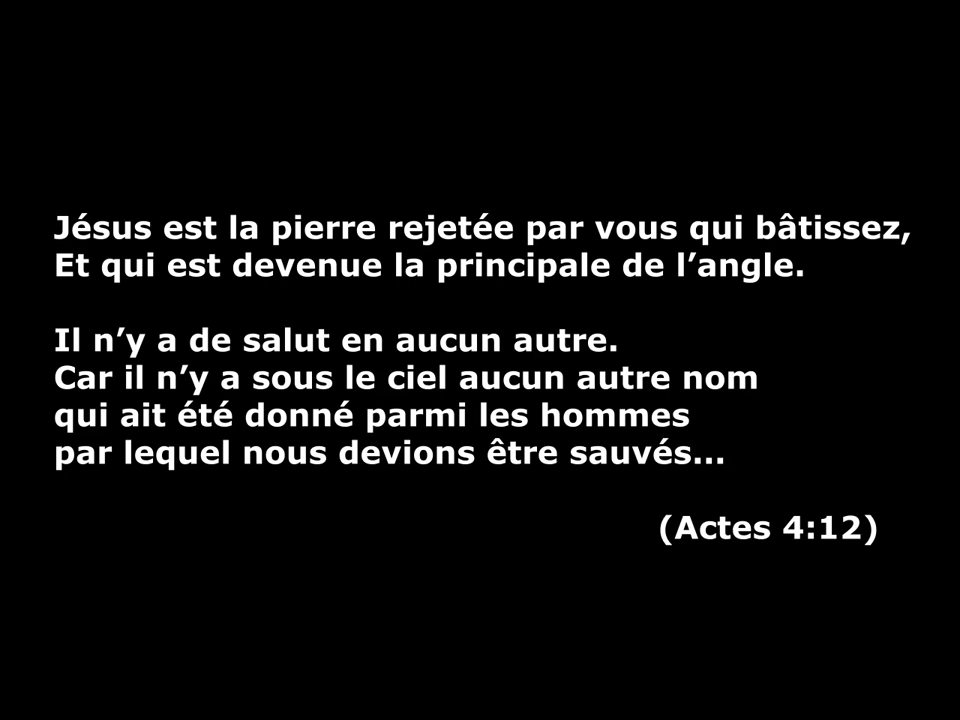 Jésus est la pierre rejetée par vous qui bâtissez,
Et qui est devenue la principale de l’angle.
Il n’y a de salut en aucun autre.
Car il n’y a sous le ciel aucun autre nom
qui ait été donné parmi les hommes
par lequel nous devions être sauvés…
(Actes 4:12)